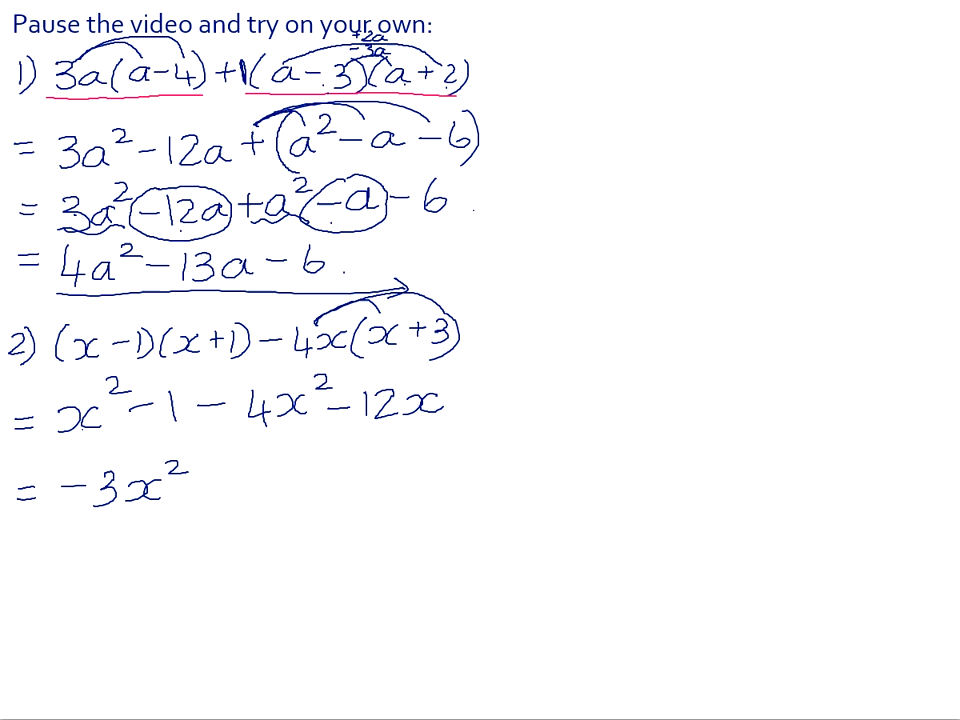 Pause the video and try on your own:
+2a
-3a
1) 3a(a-4)+1(a-3)(a+2)
= 3a²-12a+(a²-a-6)
= 3a²-12a+a²-a-6
= 4a²-13a-6.
2) (x-1)(x+1)-4x(x+3)
= x²-1-4x²-12x
= -3x²